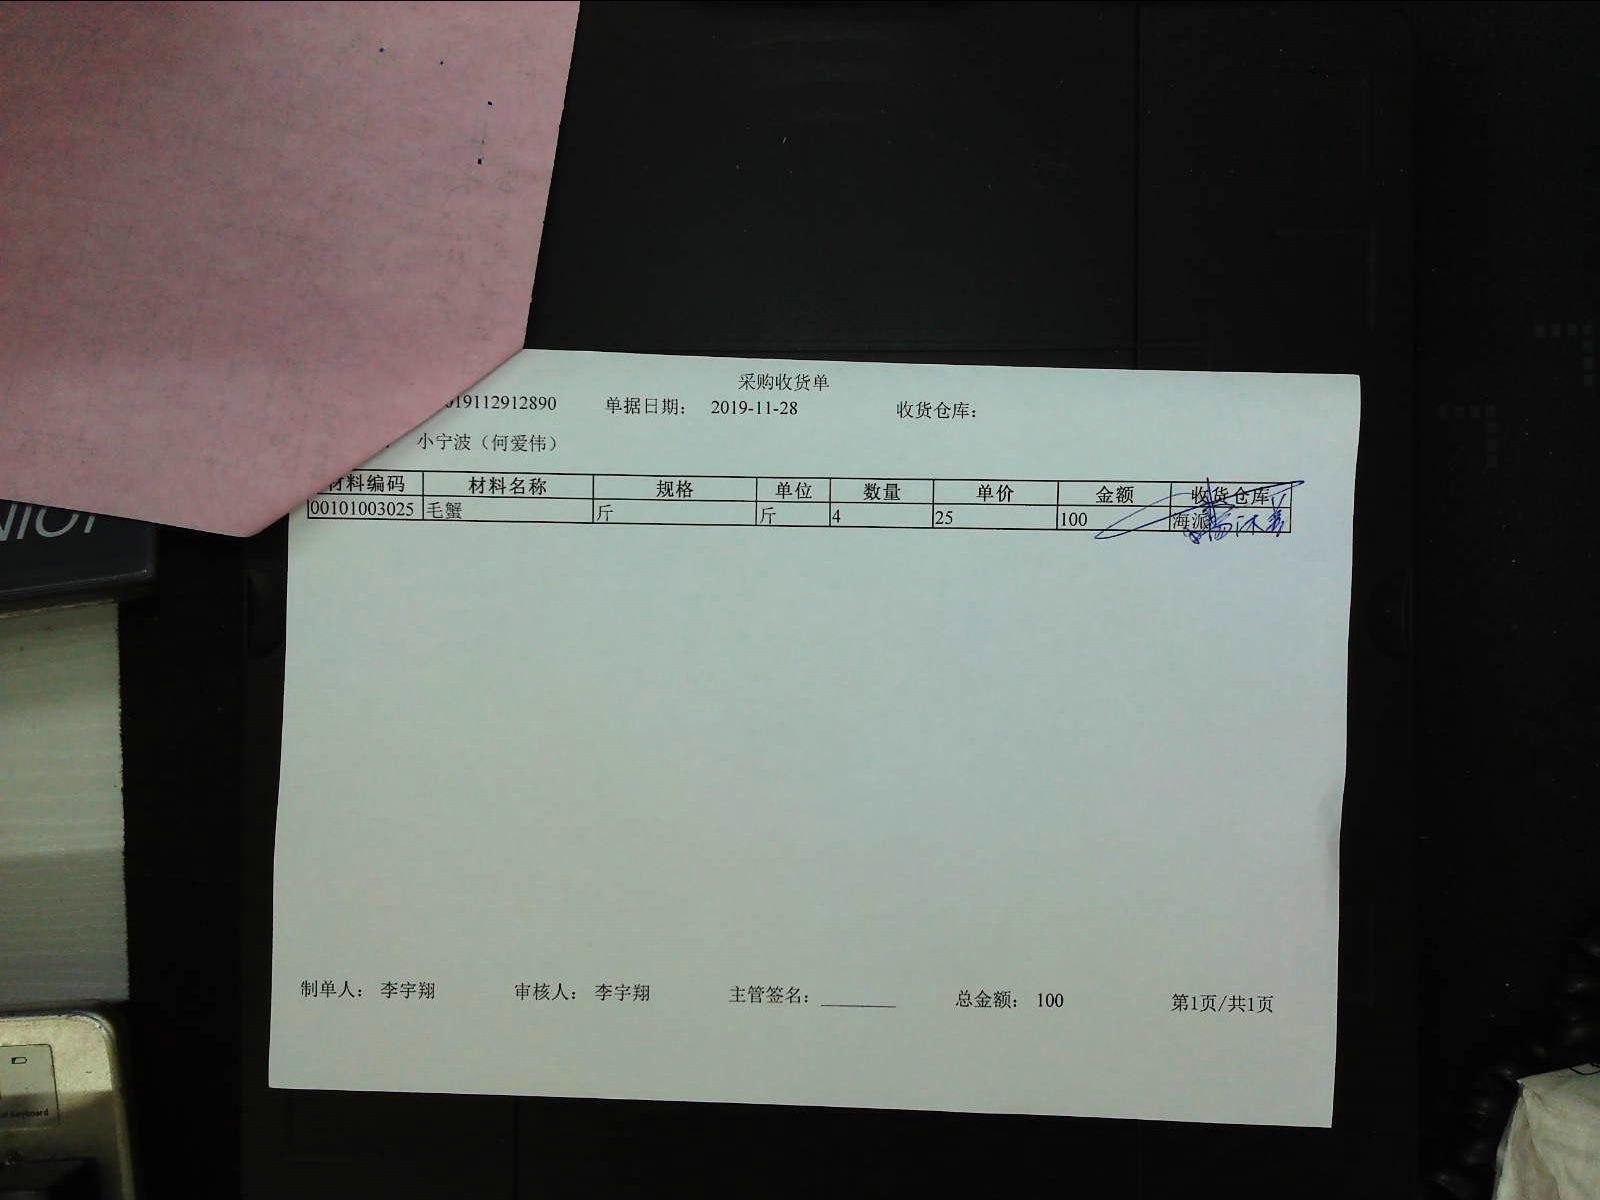 采购收货单
019112912890 单据日期： 2019-11-28 收货仓库：
小宁波（何爱伟）
材料编码 材料名称 规格 单位 数量 单价 金额 收货仓库
00101003025 毛蟹 斤 斤 4 25 100 海派
制单人： 李宇翔 审核人： 李宇翔 主管签名： 总金额： 100 第1页/共1页
Keyboard